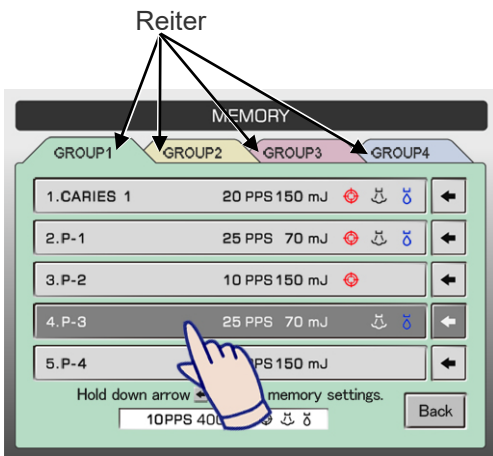 Reiter
MEMORY
GROUP1 GROUP2 GROUP3 GROUP4
1.CARIES 1 20 PPS 150 mJ
2.P-1 25 PPS 70 mJ
3.P-2 10 PPS 150 mJ
4.P-3 25 PPS 70 mJ
5.P-4 PS 150 mJ
Hold down arrow memory settings.
10PPS 40
Back